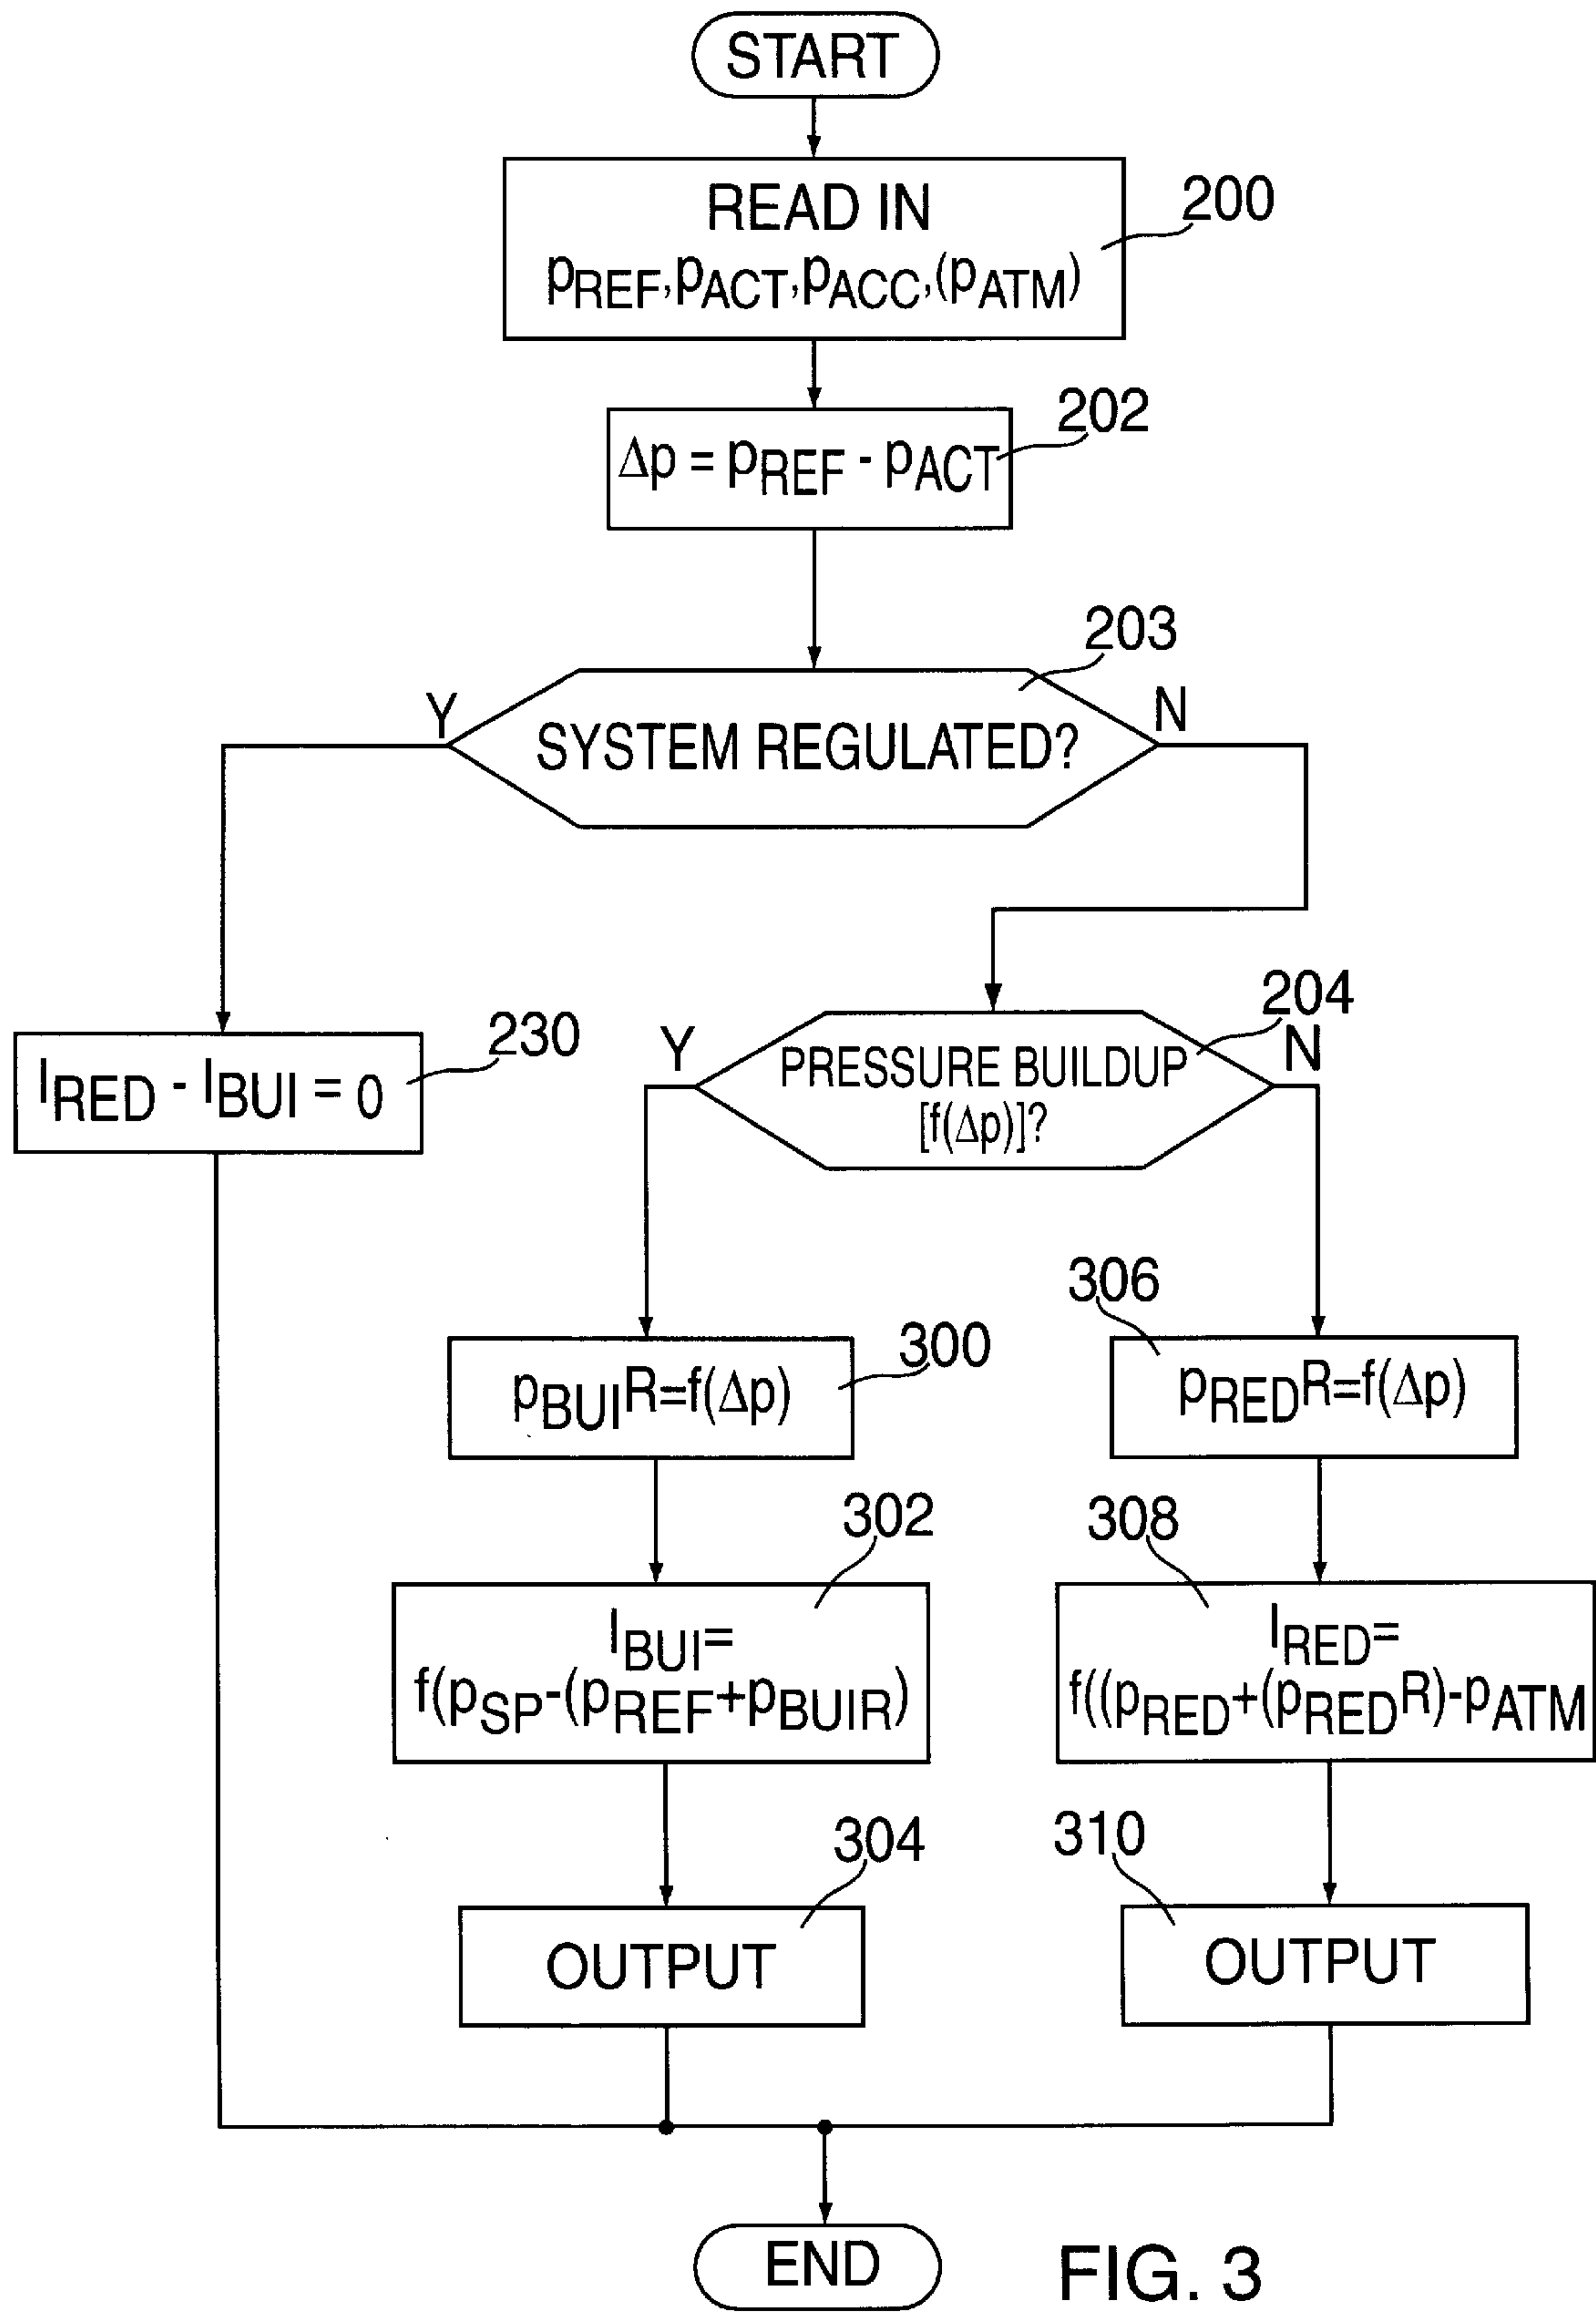 START
READ IN
200
pREF,pACT,pACC,(pATM)
202
Δp = pREF - pACT
203
Y
N
SYSTEM REGULATED?
204
230
Y
N
PRESSURE BUILDUP
[f(Δp)]?
IRED - IBUI = 0
306
300
pBUIR=f(Δp)
pREDR=f(Δp)
302
308
IBUI=
f(pSP-(pREF+pBUIR)
IRED=
f((pRED+(pREDR)-pATM
304
310
OUTPUT
OUTPUT
END
FIG. 3